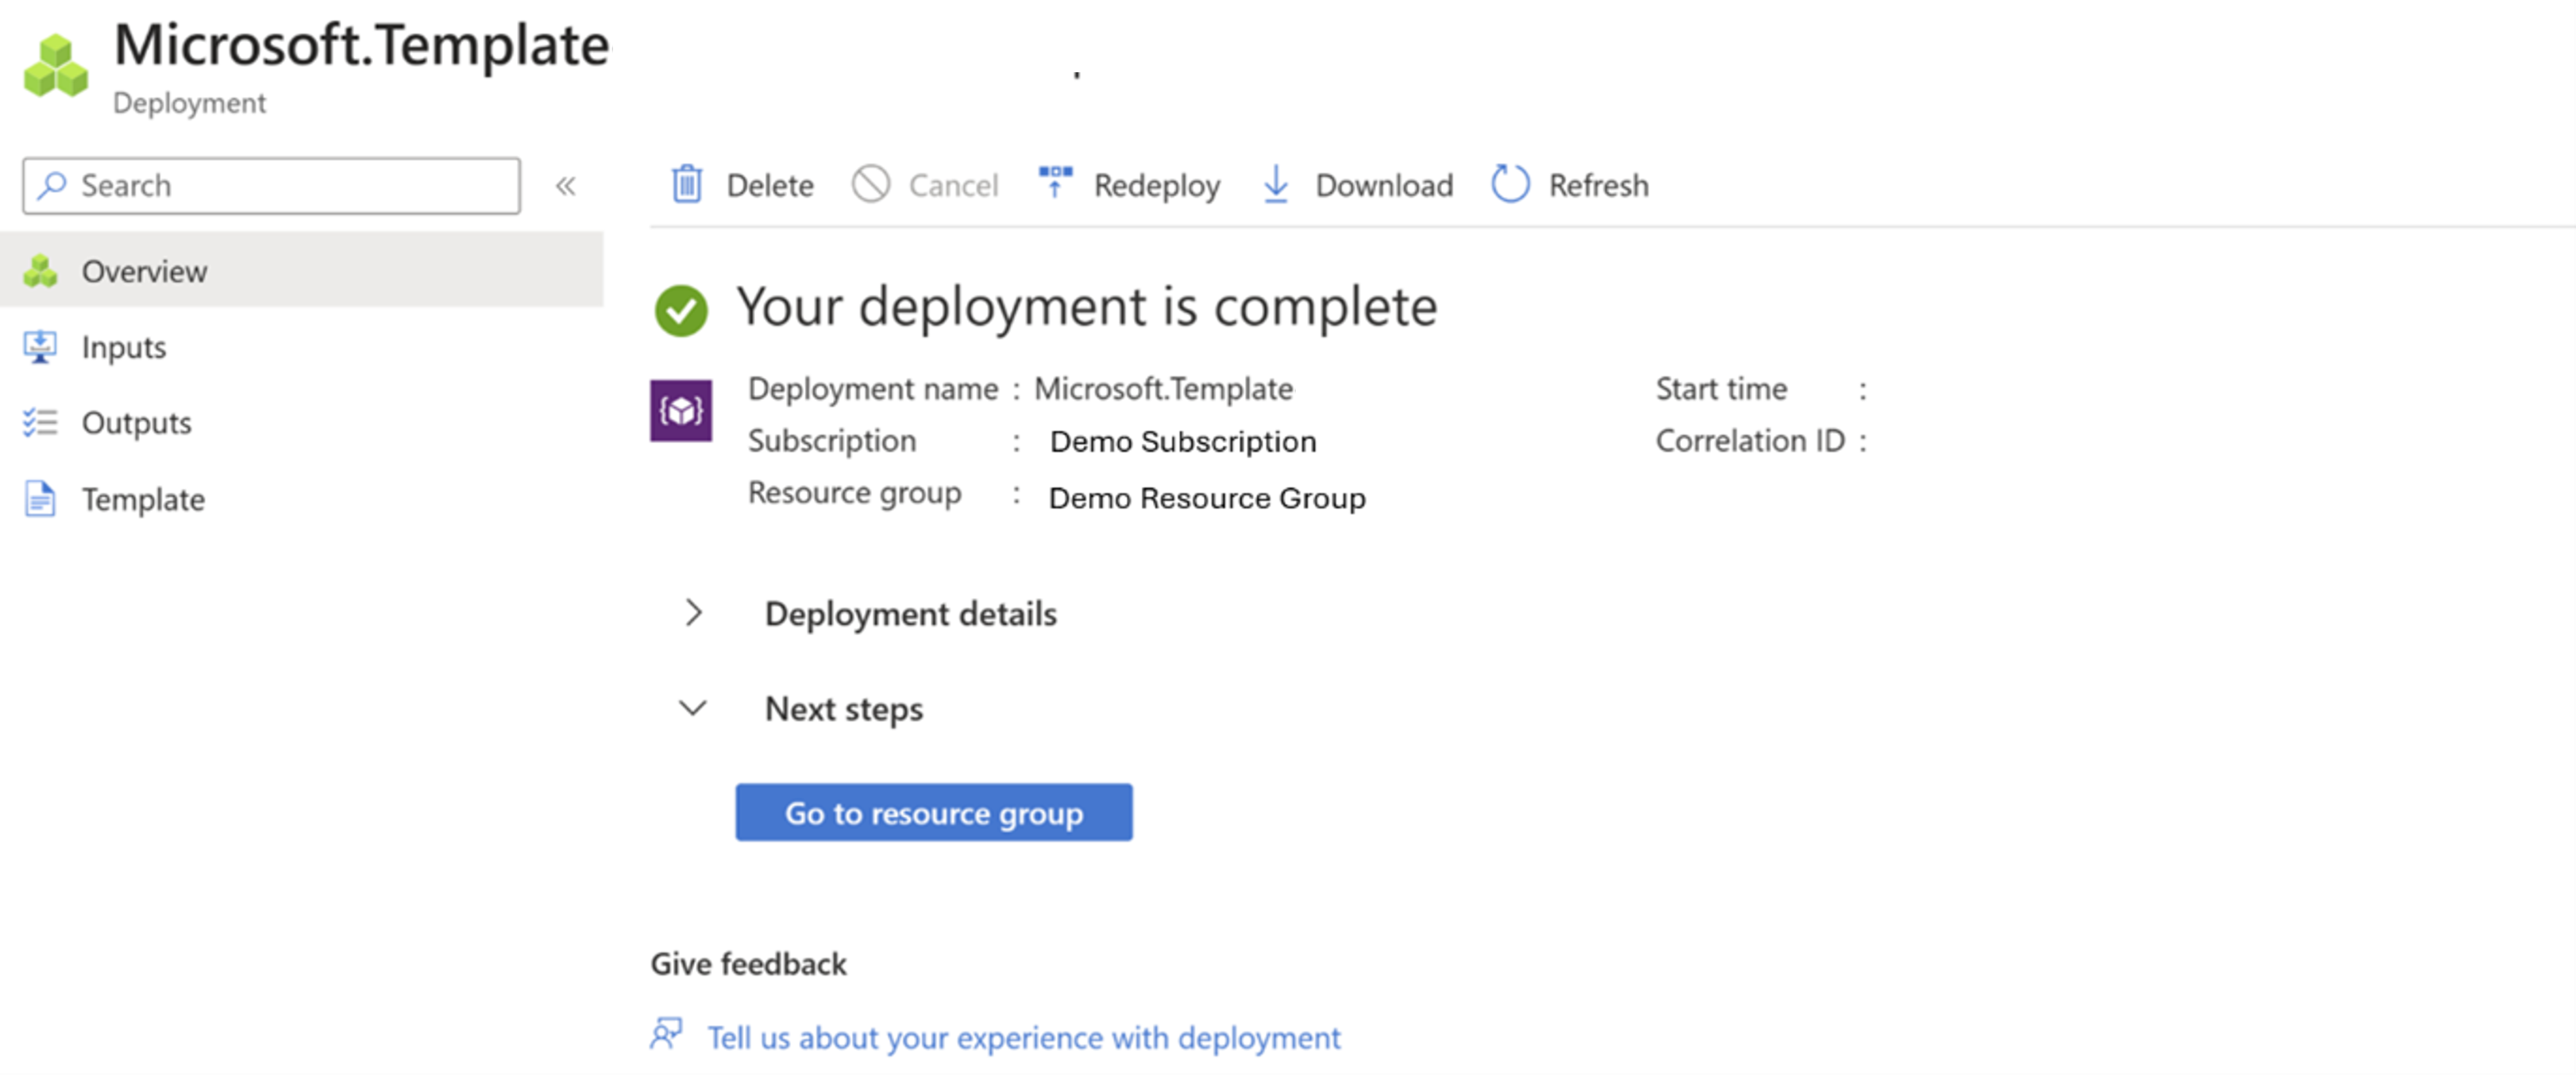 Microsoft.Template
Deployment
Search
«
Delete Cancel Redeploy Download Refresh
Overview
Inputs
Outputs
Template
Your deployment is complete
Deployment name : Microsoft.Template
Subscription : Demo Subscription
Resource group : Demo Resource Group
Start time :
Correlation ID :
Deployment details
Next steps
Go to resource group
Give feedback
Tell us about your experience with deployment